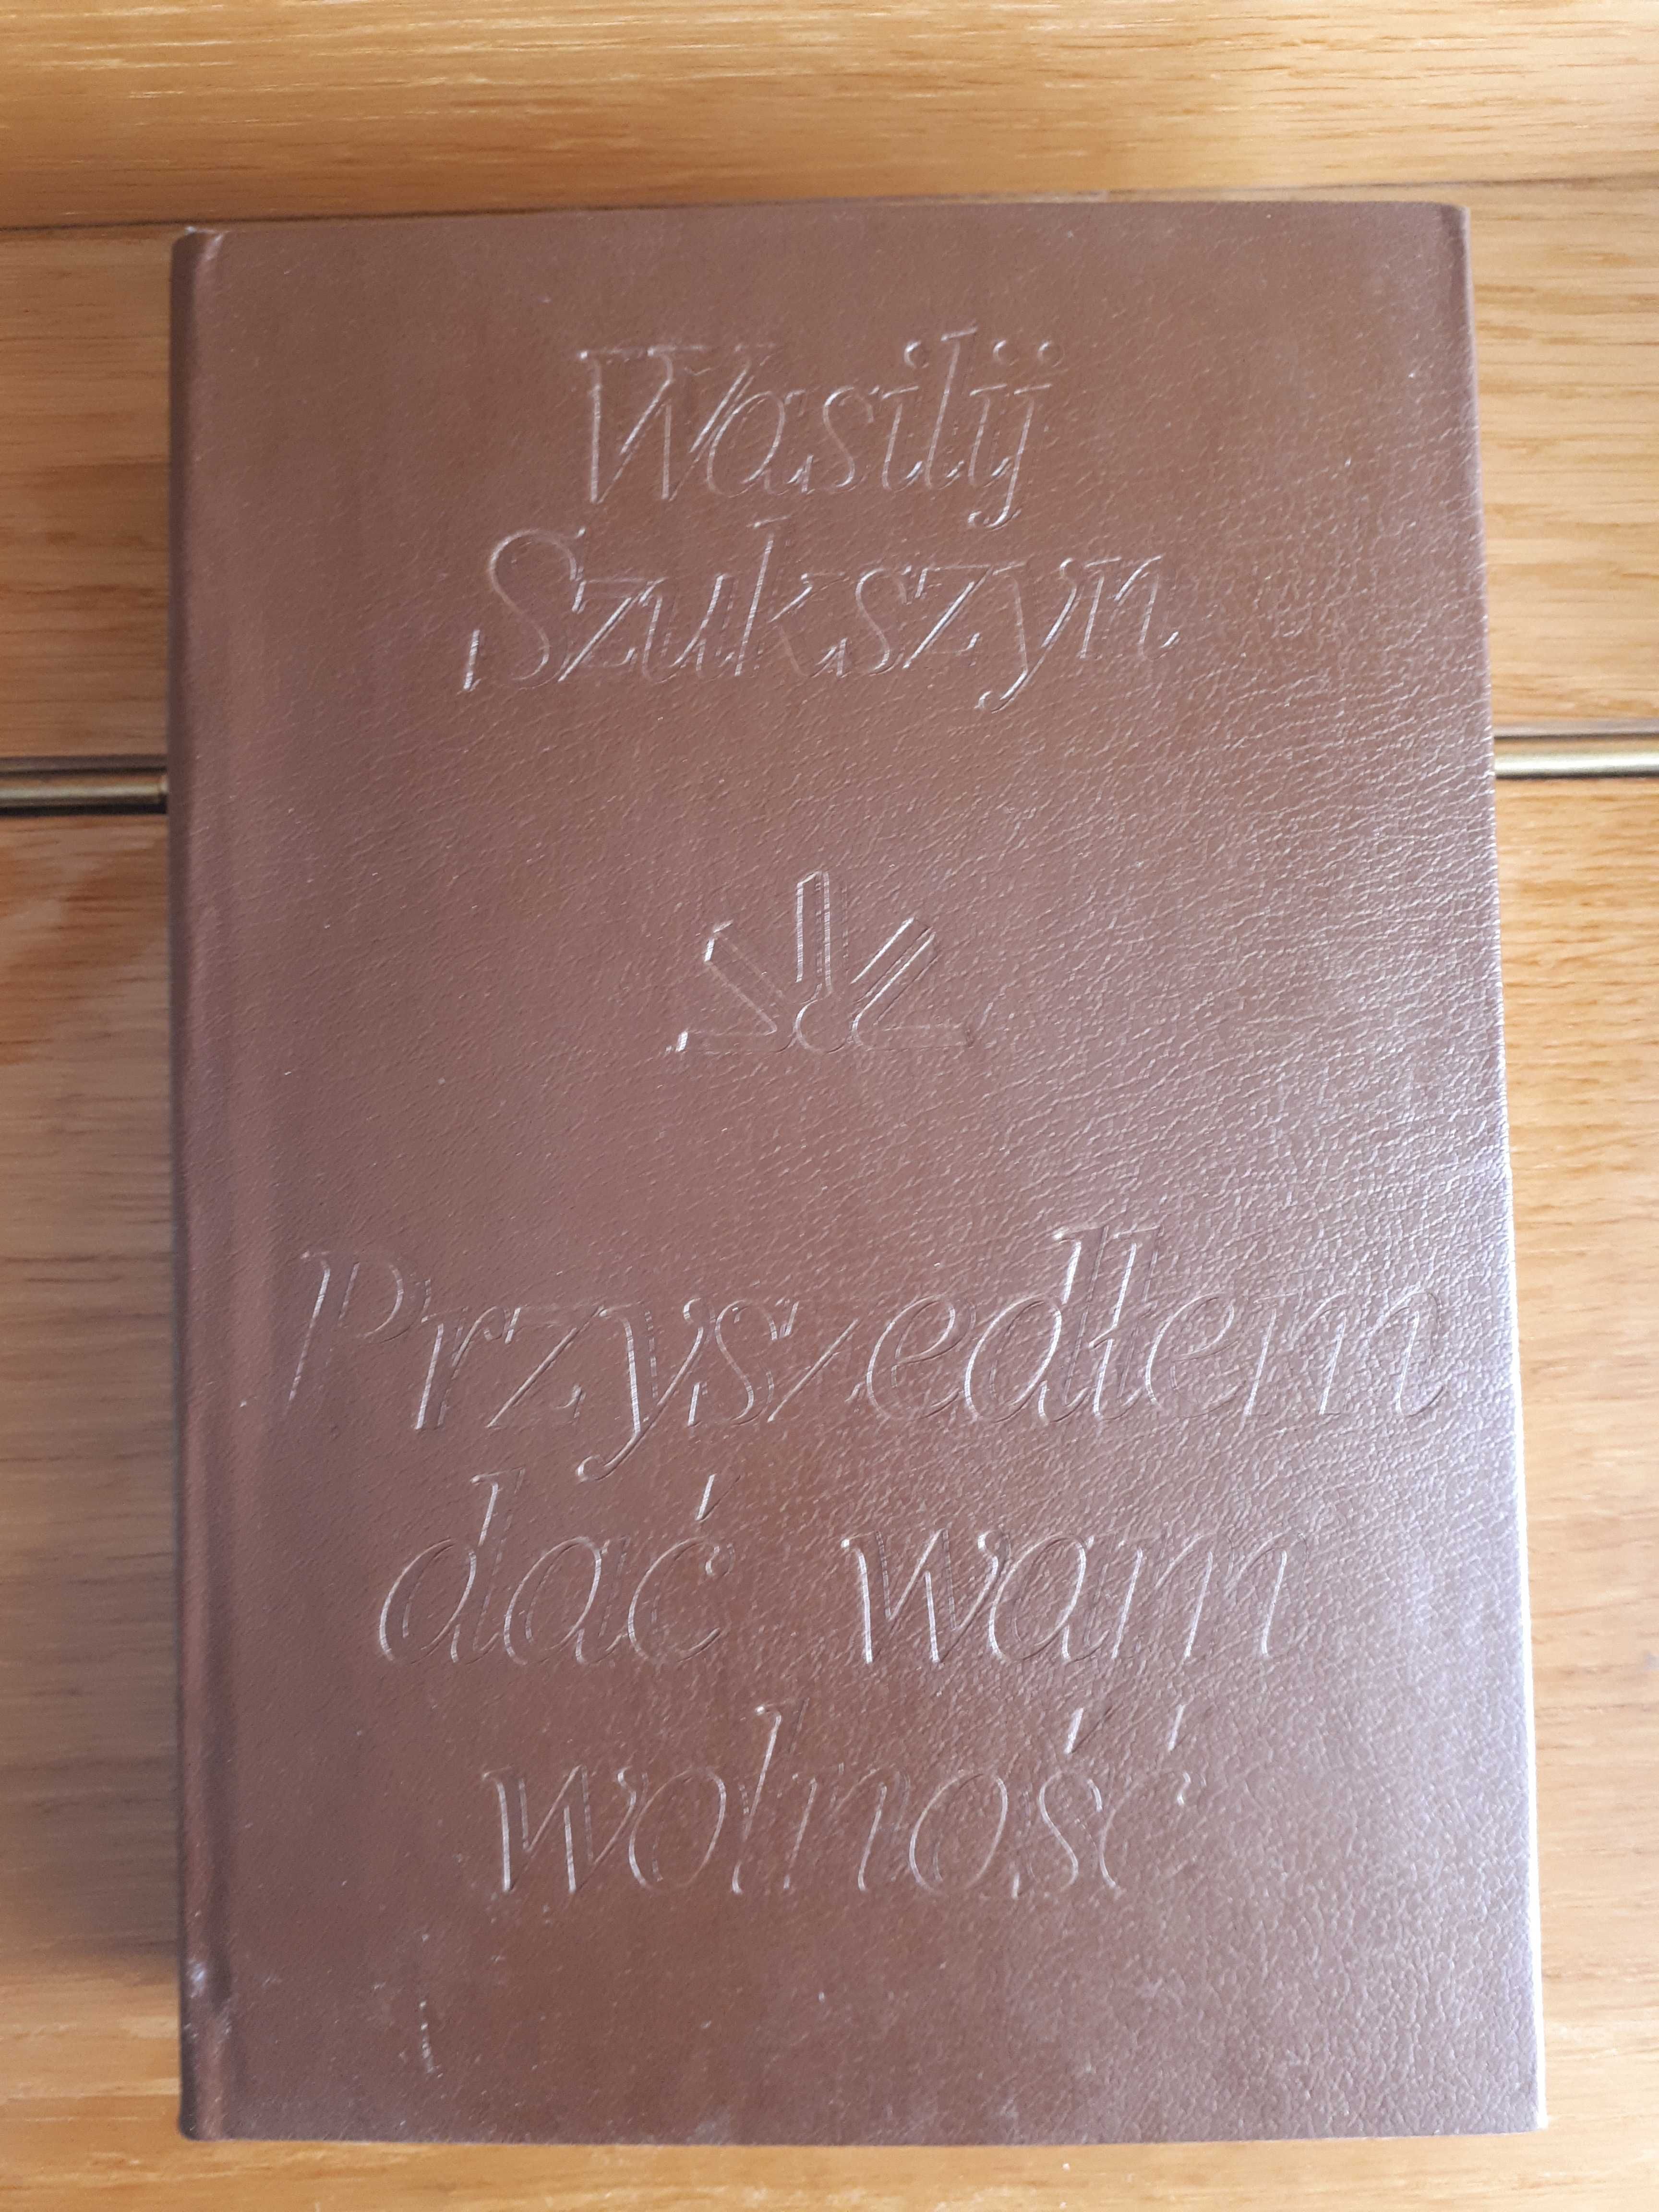 Wasilij
Szukszyn
Przyszedłem
dać wam
wolność